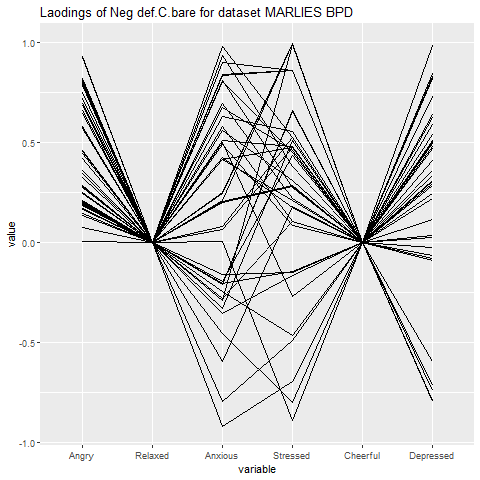 Laodings of Neg def.C.bare for dataset MARLIES BPD
value
1.0
0.5
0.0
-0.5
-1.0
Angry Relaxed Anxious Stressed Cheerful Depressed
variable